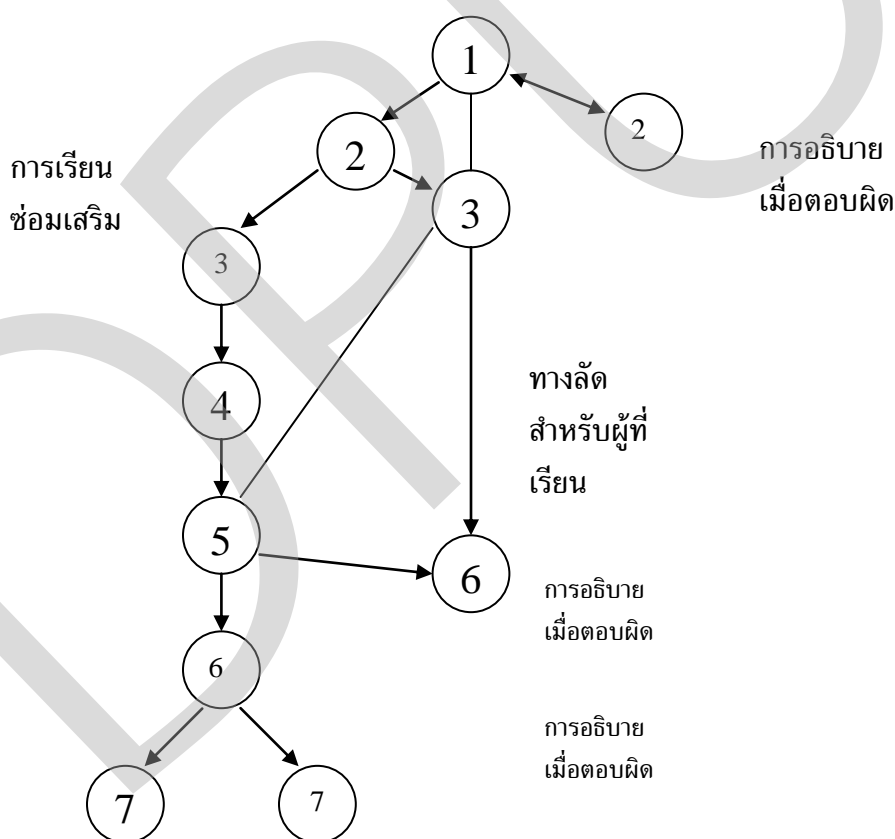 1
2
การอธิบาย
เมื่อตอบผิด
2
การเรียน
ซ่อมเสริม
3
3
ทางลัด
สำหรับผู้ที่
เรียน
4
5
6
การอธิบาย
เมื่อตอบผิด
6
การอธิบาย
เมื่อตอบผิด
7
7